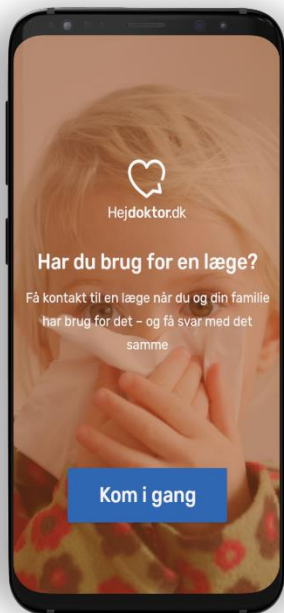 Hejdoktor.dk
Har du brug for en læge?
Få kontakt til en læge når du og din familie
har brug for det – og få svar med det
samme
Kom i gang